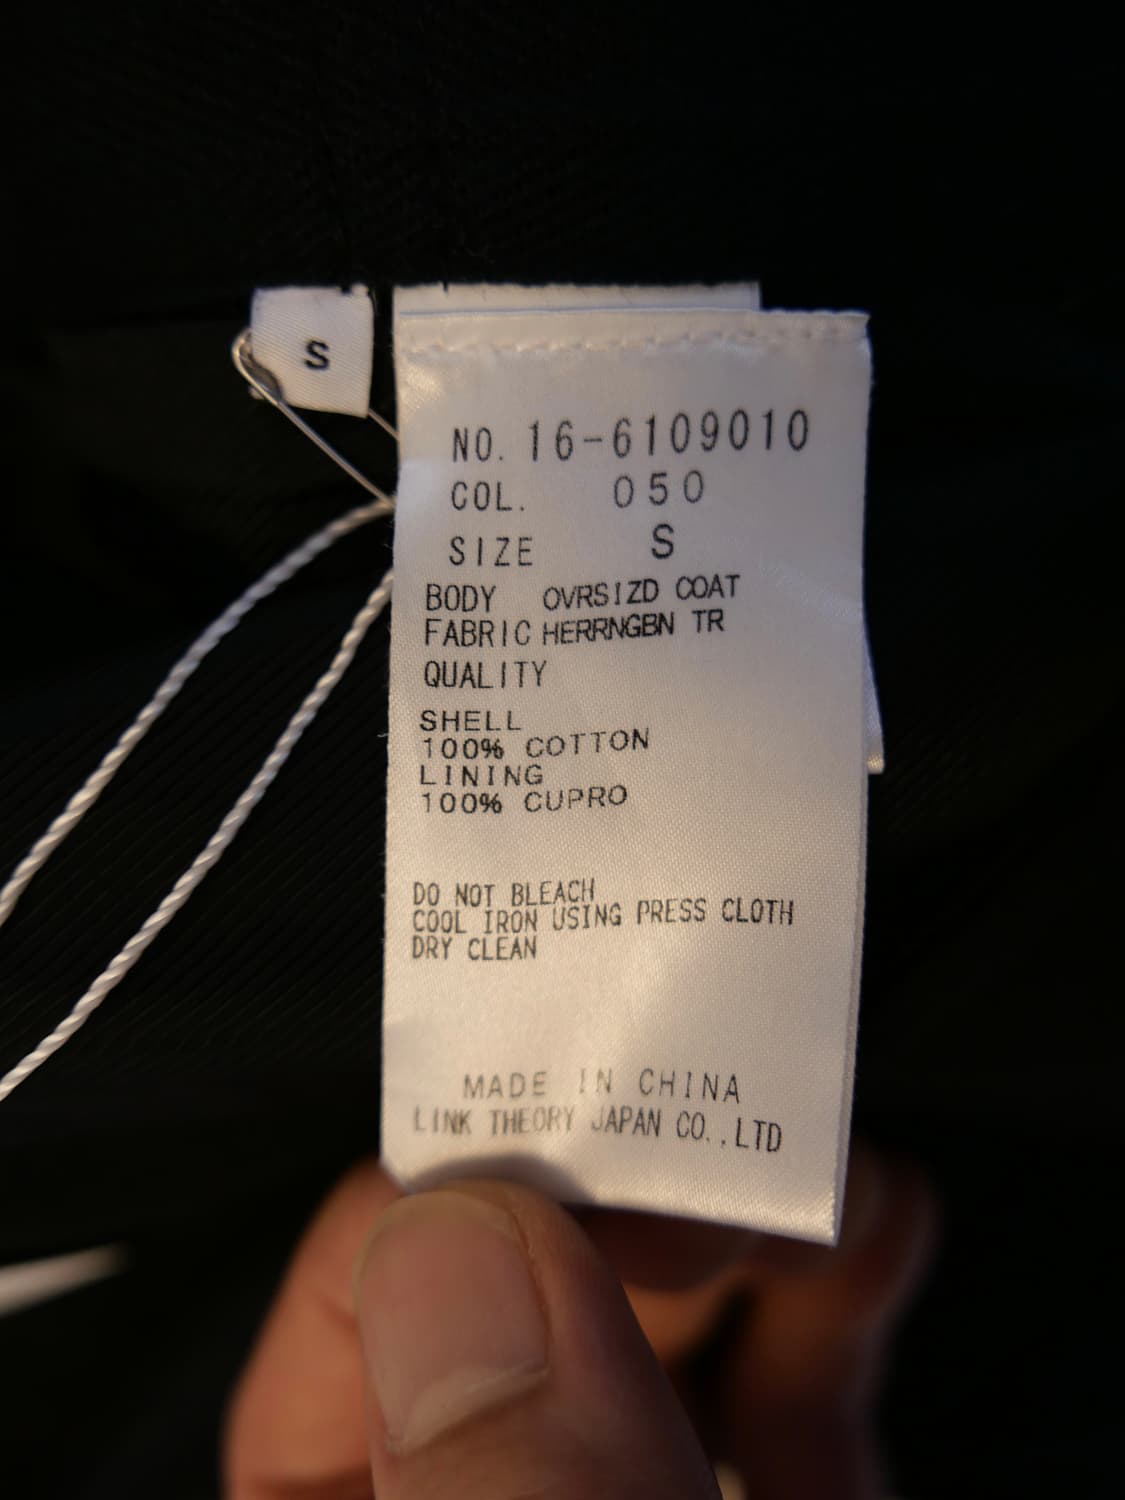 S
NO. 16-6109010
COL. 050
SIZE S
BODY OVRSIZD COAT
FABRIC HERRNGBN TR
QUALITY
SHELL
100% COTTON
LINING
100% CUPRO
DO NOT BLEACH
COOL IRON USING PRESS CLOTH
DRY CLEAN
MADE IN CHINA
LINK THEORY JAPAN CO.,LTD